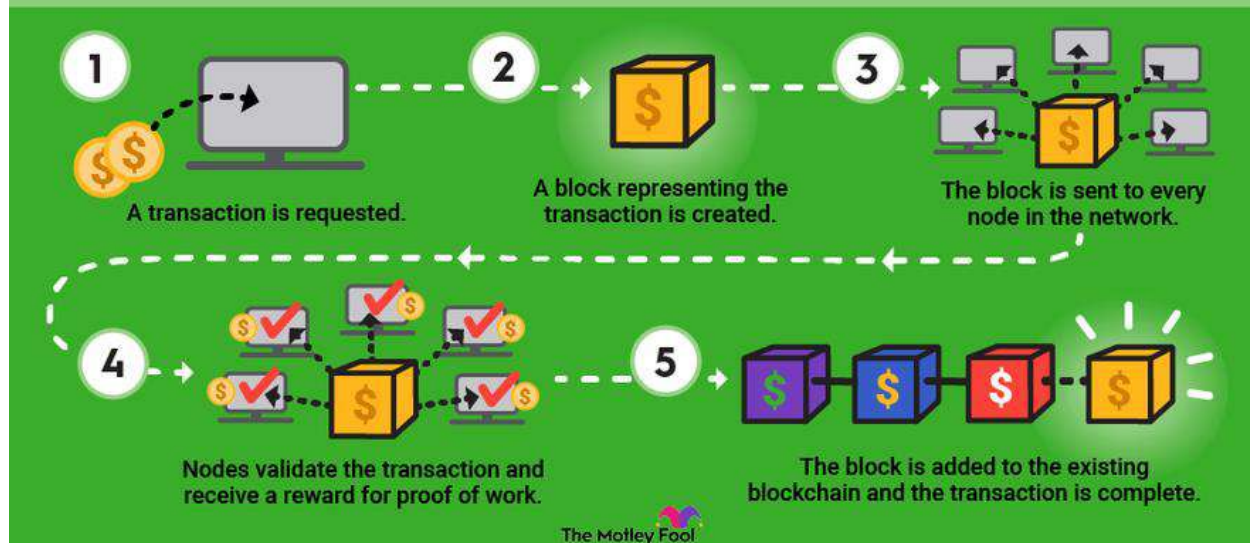 1
A transaction is requested.
2
A block representing the
transaction is created.
3
The block is sent to every
node in the network.
4
Nodes validate the transaction and
receive a reward for proof of work.
5
The block is added to the existing
blockchain and the transaction is complete.
The Motley Fool